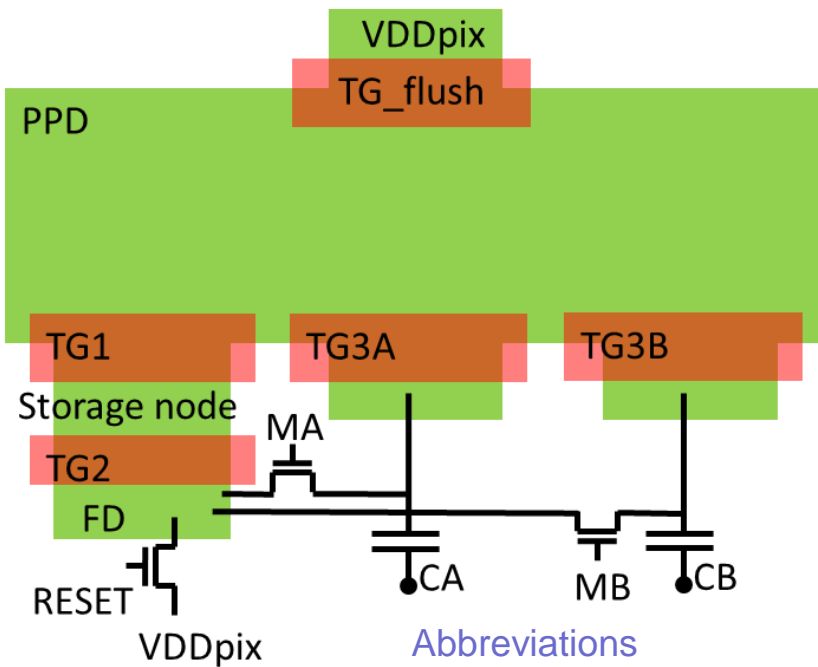 VDDpix
TG_flush
PPD
TG1
TG3A
TG3B
Storage node
MA
TG2
FD
CA
MB
CB
RESET
VDDpix
Abbreviations